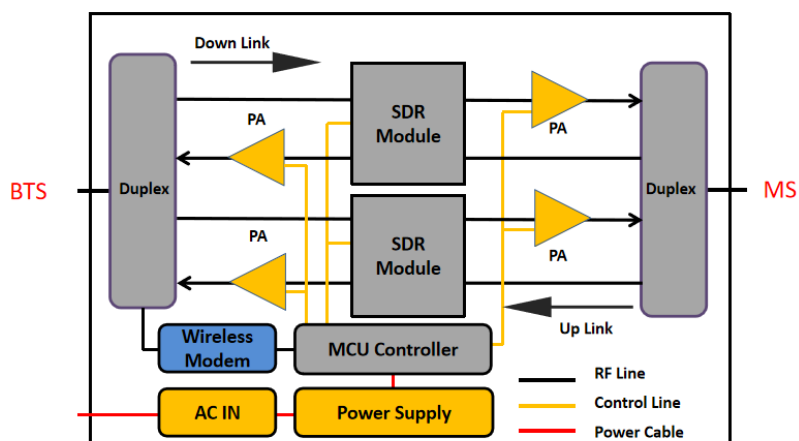 Down Link
PA
SDR
Module
PA
BTS
Duplex
Duplex
MS
PA
SDR
Module
PA
Up Link
Wireless
Modem
MCU Controller
RF Line
AC IN
Power Supply
Control Line
Power Cable